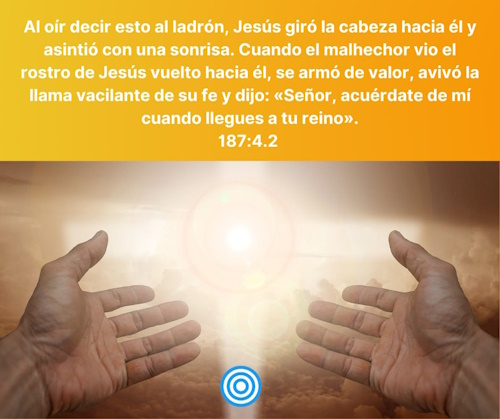 Al oír decir esto al ladrón, Jesús giró la cabeza hacia él y
asintió con una sonrisa. Cuando el malhechor vio el
rostro de Jesús vuelto hacia él, se armó de valor, avivó la
llama vacilante de su fe y dijo: «Señor, acuérdate de mí
cuando llegues a tu reino».
187:4.2